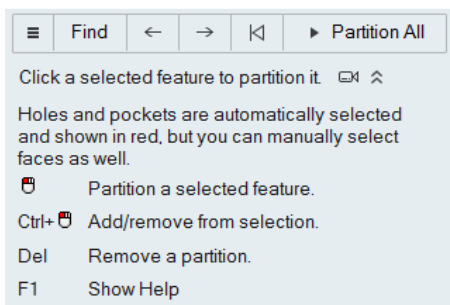 Find Partition All
Click a selected feature to partition it.
Holes and pockets are automatically selected
and shown in red, but you can manually select
faces as well.
Partition a selected feature.
Ctrl+ Add/remove from selection.
Del Remove a partition.
F1 Show Help